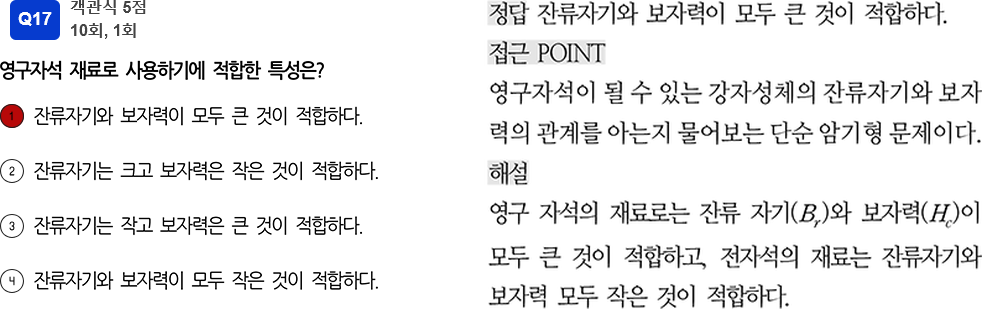 Q17
객관식 5점
10회, 1회
영구자석 재료로 사용하기에 적합한 특성은?
1 잔류자기와 보자력이 모두 큰 것이 적합하다.
2 잔류자기는 크고 보자력은 작은 것이 적합하다.
3 잔류자기는 작고 보자력은 큰 것이 적합하다.
4 잔류자기와 보자력이 모두 작은 것이 적합하다.
정답 잔류자기와 보자력이 모두 큰 것이 적합하다.
접근 POINT
영구자석이 될 수 있는 강자성체의 잔류자기와 보자
력의 관계를 아는지 물어보는 단순 암기형 문제이다.
해설
영구 자석의 재료로는 잔류 자기(Br)와 보자력(Hc)이
모두 큰 것이 적합하고, 전자석의 재료는 잔류자기와
보자력 모두 작은 것이 적합하다.